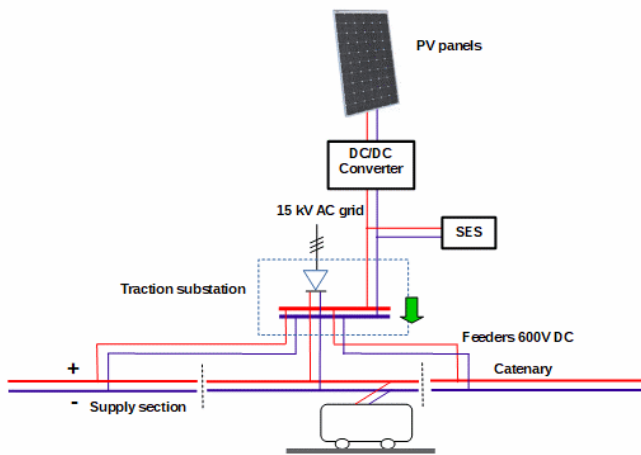 PV panels
DC/DC
Converter
15 kV AC grid
SES
Traction substation
Feeders 600V DC
+
Catenary
-
Supply section